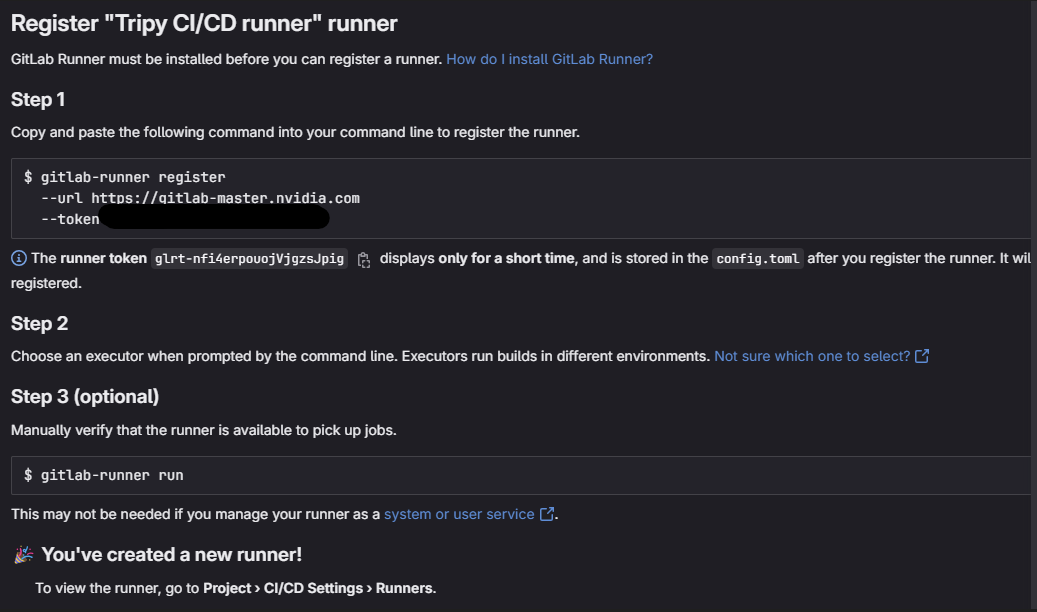 Register "Tripy CI/CD runner" runner
GitLab Runner must be installed before you can register a runner. How do I install GitLab Runner?
Step 1
Copy and paste the following command into your command line to register the runner.
$ gitlab-runner register
--url https://gitlab-master.nvidia.com
--token
The runner token glrt-nfi4erpouojVjgzsJpig displays only for a short time, and is stored in the config.toml after you register the runner. It wil
registered.
Step 2
Choose an executor when prompted by the command line. Executors run builds in different environments. Not sure which one to select?
Step 3 (optional)
Manually verify that the runner is available to pick up jobs.
$ gitlab-runner run
This may not be needed if you manage your runner as a system or user service.
You've created a new runner!
To view the runner, go to Project › CI/CD Settings › Runners.